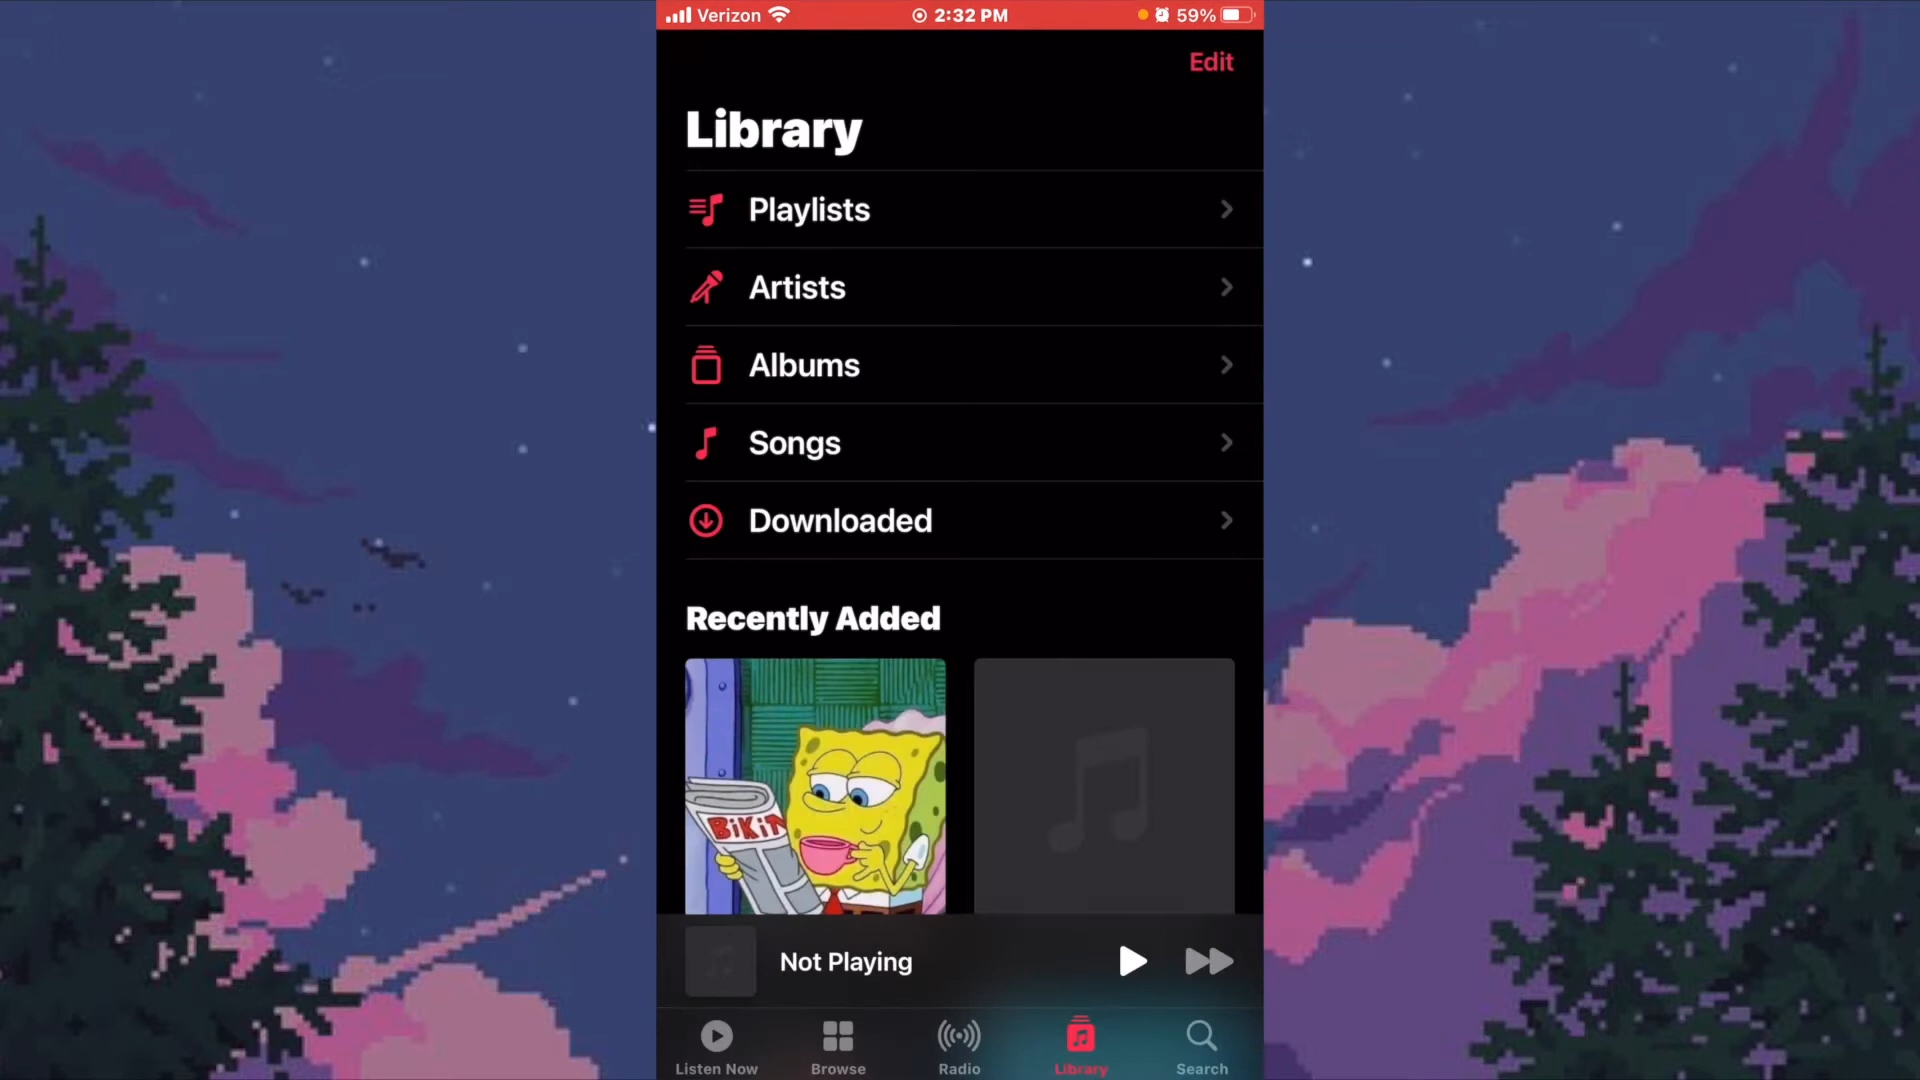 Verizon 2:32 PM 59%
Edit
Library
Playlists
Artists
Albums
Songs
Downloaded
Recently Added
BiKiN
Not Playing
Listen Now Browse Radio Library Search